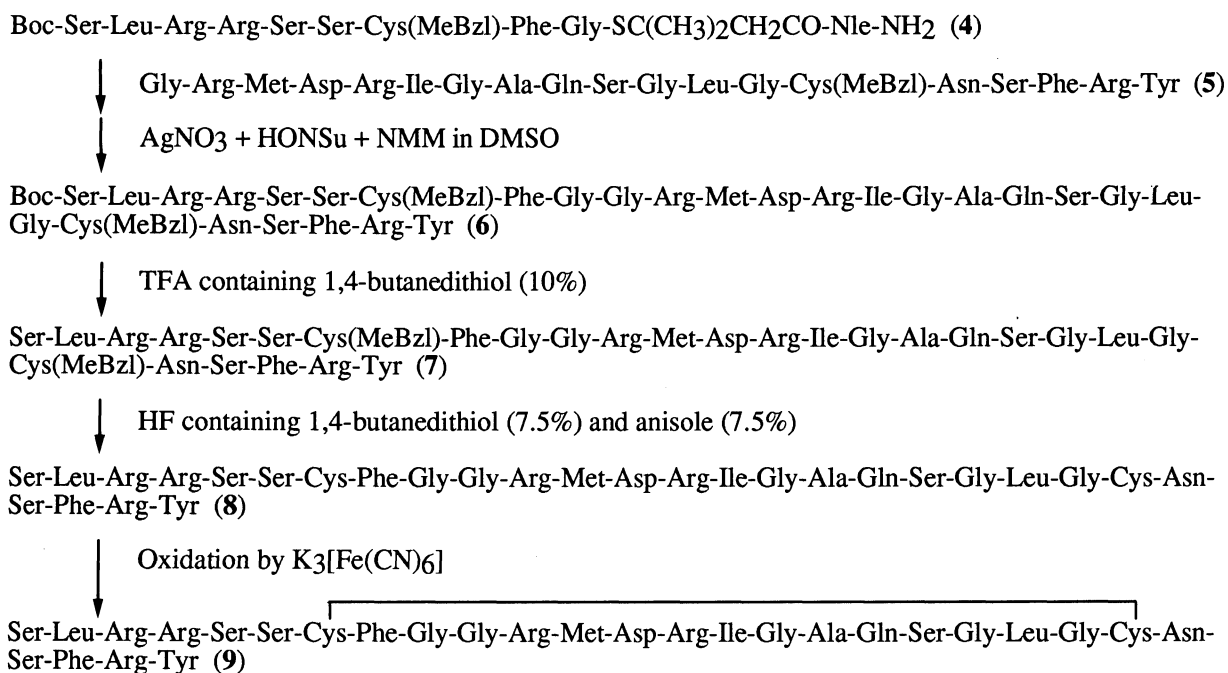 Boc-Ser-Leu-Arg-Arg-Ser-Ser-Cys(MeBzl)-Phe-Gly-SC(CH3)2CH2CO-Nle-NH2 (4)
Gly-Arg-Met-Asp-Arg-Ile-Gly-Ala-Gln-Ser-Gly-Leu-Gly-Cys(MeBzl)-Asn-Ser-Phe-Arg-Tyr (5)
AgNO3 + HONSu + NMM in DMSO
Boc-Ser-Leu-Arg-Arg-Ser-Ser-Cys(MeBzl)-Phe-Gly-Gly-Arg-Met-Asp-Arg-Ile-Gly-Ala-Gln-Ser-Gly-Leu-
Gly-Cys(MeBzl)-Asn-Ser-Phe-Arg-Tyr (6)
TFA containing 1,4-butanedithiol (10%)
Ser-Leu-Arg-Arg-Ser-Ser-Cys(MeBzl)-Phe-Gly-Gly-Arg-Met-Asp-Arg-Ile-Gly-Ala-Gln-Ser-Gly-Leu-Gly-
Cys(MeBzl)-Asn-Ser-Phe-Arg-Tyr (7)
HF containing 1,4-butanedithiol (7.5%) and anisole (7.5%)
Ser-Leu-Arg-Arg-Ser-Ser-Cys-Phe-Gly-Gly-Arg-Met-Asp-Arg-Ile-Gly-Ala-Gln-Ser-Gly-Leu-Gly-Cys-Asn-
Ser-Phe-Arg-Tyr (8)
Oxidation by K3[Fe(CN)6]
Ser-Leu-Arg-Arg-Ser-Ser-Cys-Phe-Gly-Gly-Arg-Met-Asp-Arg-Ile-Gly-Ala-Gln-Ser-Gly-Leu-Gly-Cys-Asn-
Ser-Phe-Arg-Tyr (9)